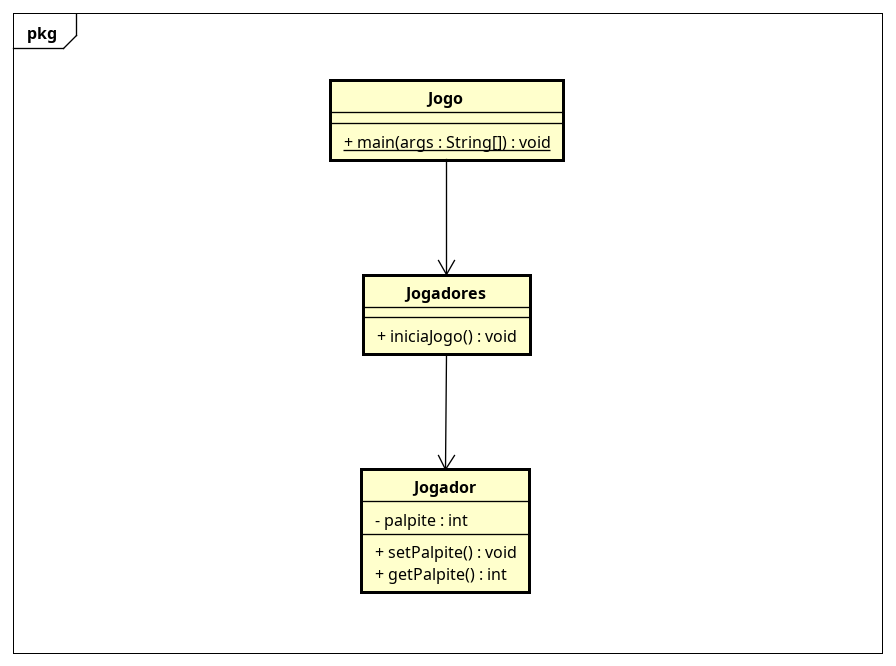 pkg
Jogo
+ main(args : String[]) : void
Jogadores
+ iniciaJogo() : void
Jogador
- palpite : int
+ setPalpite() : void
+ getPalpite() : int